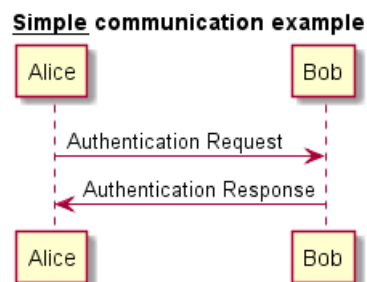 Simple communication example
Alice Bob
Authentication Request
Authentication Response
Alice Bob